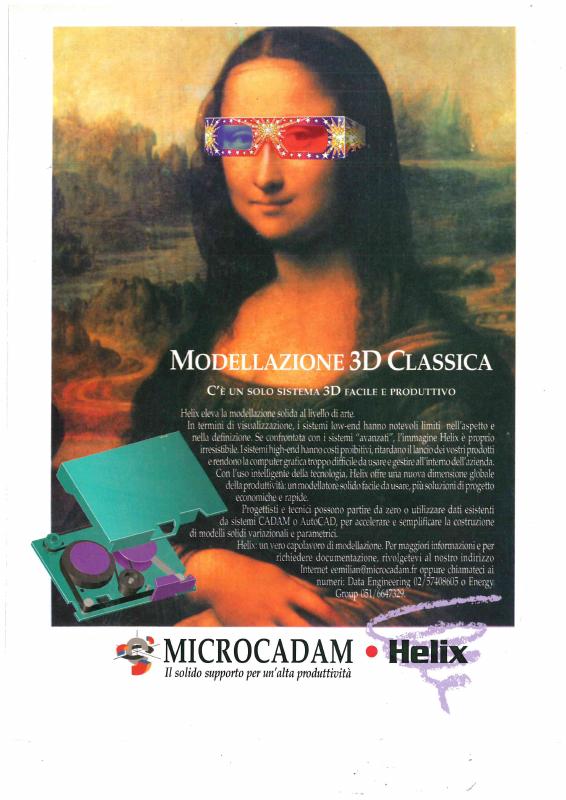 MODELLAZIONE 3D CLASSICA
C'È UN SOLO SISTEMA 3D FACILE E PRODUTTIVO
Helix eleva la modellazione solida al livello di arte.
In termini di visualizzazione, i sistemi low-end hanno notevoli limiti nell'aspetto e
nella definizione. Se confrontata con i sistemi "avanzati", l'immagine Helix è proprio
irresistibile. I sistemi high-end hanno costi proibitivi, ritardano il lancio dei vostri prodotti
e rendono la computer grafica troppo difficile da usare e gestire all'interno dell'azienda.
Con l'uso intelligente della tecnologia, Helix offre una nuova dimensione globale
della produttività: un modellatore solido facile da usare, più soluzioni di progetto
economiche e rapide.
Progettisti e tecnici possono partire da zero o utilizzare dati esistenti
da sistemi CADAM o AutoCAD, per accelerare e semplificare la costruzione
di modelli solidi variazionali e parametrici.
Helix: un vero capolavoro di modellazione. Per maggiori informazioni e per
richiedere documentazione, rivolgetevi al nostro indirizzo
Internet eemilian@microcadam.fr oppure chiamateci ai
numeri: Data Engineering 02/57408605 o Energy
Group 051/6647329.
MICROCADAM • Helix
Il solido supporto per un'alta produttività